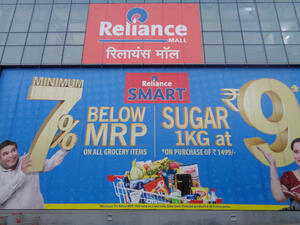 Reliance
MALL
रिलायंस मॉल
Reliance
SMART
MINIMUM
7%
BELOW
MRP
ON ALL GROCERY ITEMS
SUGAR
1KG at
₹9*
*ON PURCHASE OF ₹ 1499/-